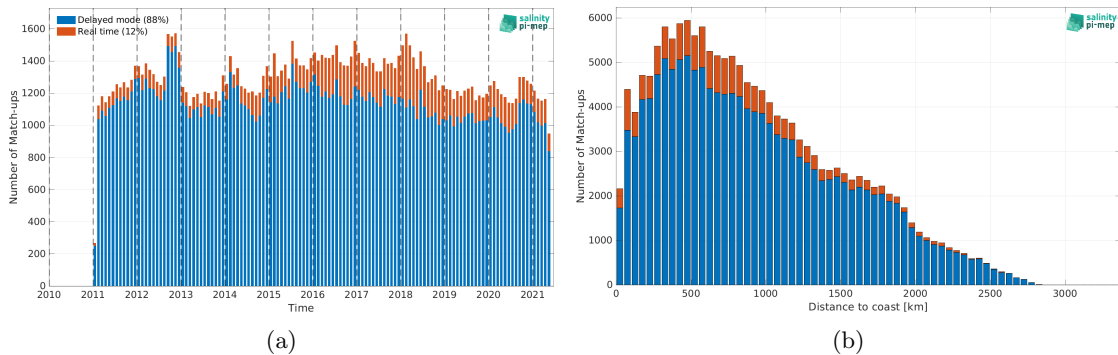 Delayed mode (88%)
Real time (12%)
salinity
pi-mep
Number of Match-ups
1600
1400
1200
1000
800
600
400
200
0
2010 2011 2012 2013 2014 2015 2016 2017 2018 2019 2020 2021
Time
(a)
salinity
pi-mep
Number of Match-ups
6000
5000
4000
3000
2000
1000
0
0 500 1000 1500 2000 2500 3000
Distance to coast [km]
(b)